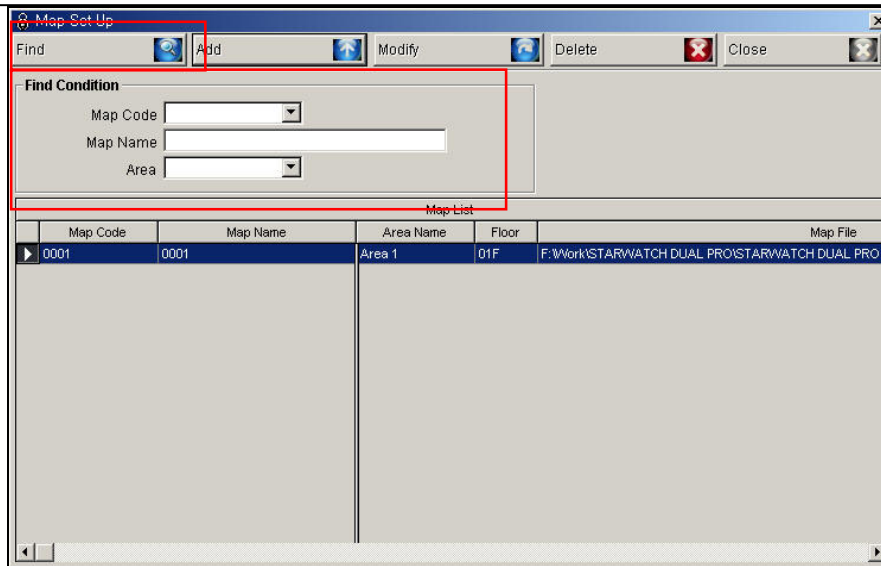 Map Set Up
Find Add Modify Delete Close
Find Condition
Map Code
Map Name
Area
Map List
Map Code Map Name Area Name Floor Map File
0001 0001 Area 1 01F F:\Work\STARWATCH DUAL PRO\STARWATCH DUAL PRO